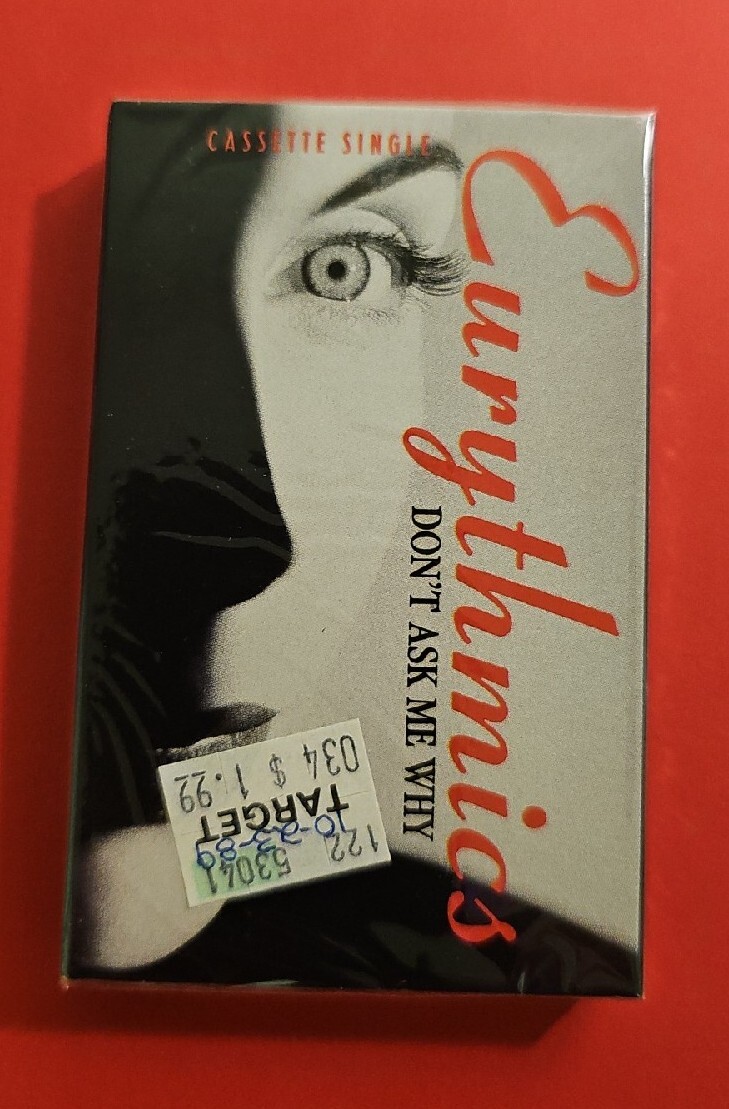 CASSETTE SINGLE
Eurythmics
DON'T ASK ME WHY
122 53041
10-23-89
TARGET
034 $ 1.99